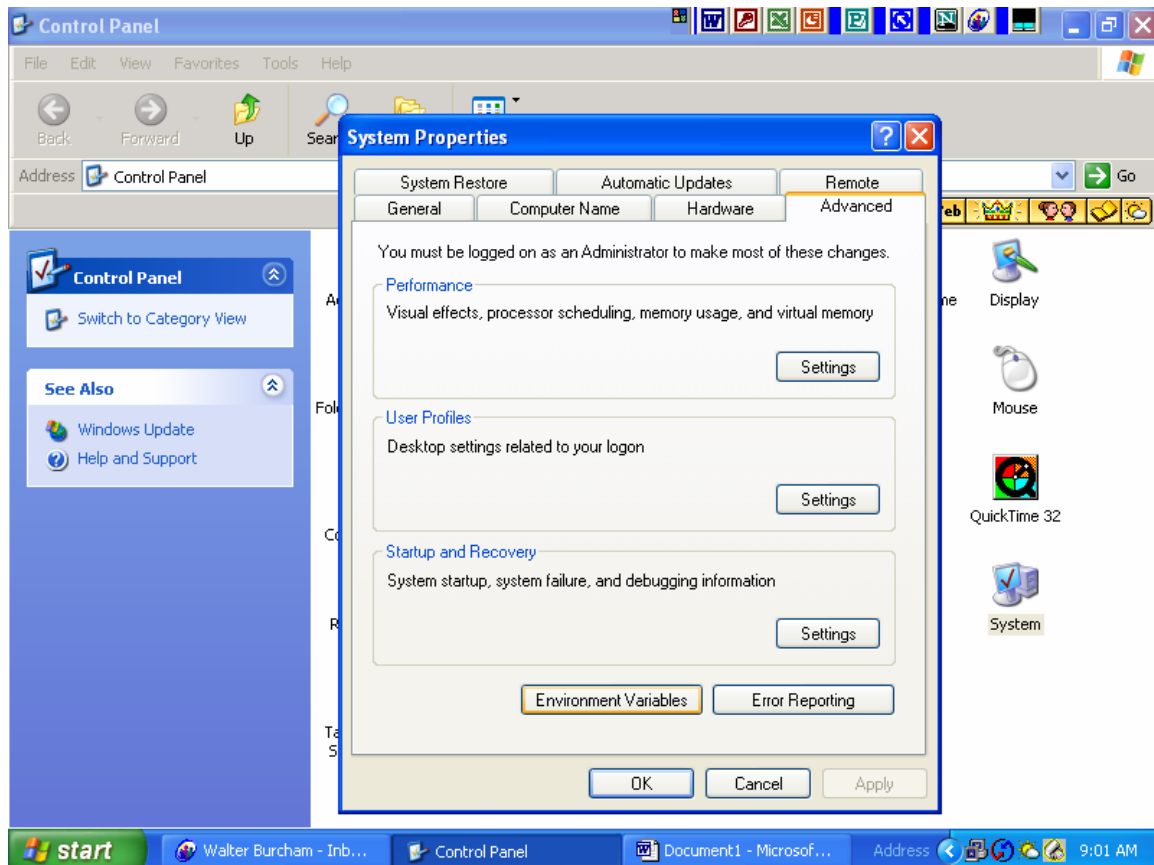 Control Panel
File Edit View Favorites Tools Help
Back Forward Up Sear
Address Control Panel Go
System Properties
System Restore Automatic Updates Remote
General Computer Name Hardware Advanced
You must be logged on as an Administrator to make most of these changes.
Performance
Visual effects, processor scheduling, memory usage, and virtual memory
Settings
User Profiles
Desktop settings related to your logon
Settings
Startup and Recovery
System startup, system failure, and debugging information
Settings
Environment Variables Error Reporting
OK Cancel Apply
Control Panel
Switch to Category View
See Also
Windows Update
Help and Support
Display
Mouse
QuickTime 32
System
start Walter Burcham - Inb... Control Panel Document1 - Microsof... Address 9:01 AM